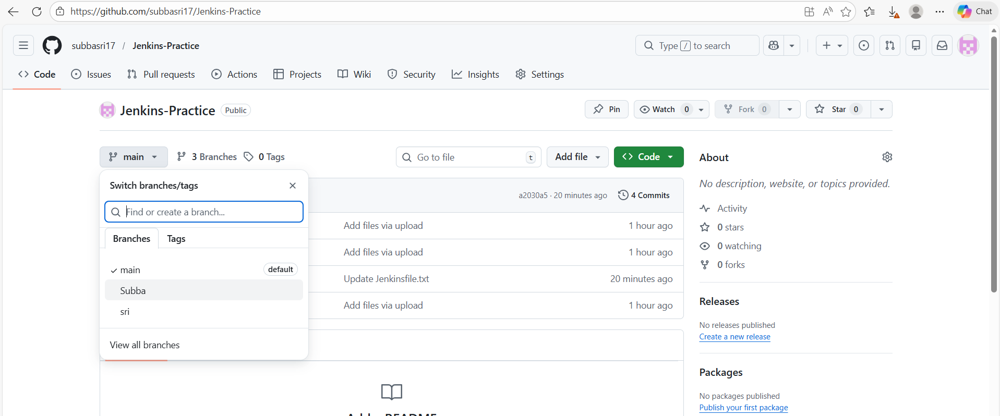 https://github.com/subbasri17/Jenkins-Practice
Chat
subbasri17 / Jenkins-Practice
Type / to search
Code Issues Pull requests Actions Projects Wiki Security Insights Settings
Jenkins-Practice Public
Pin Watch 0 Fork 0 Star 0
main 3 Branches 0 Tags
Go to file t Add file Code
Switch branches/tags
Find or create a branch...
Branches Tags
main default
Subba
sri
View all branches
a2030a5 · 20 minutes ago 4 Commits
Add files via upload 1 hour ago
Add files via upload 1 hour ago
Update Jenkinsfile.txt 20 minutes ago
Add files via upload 1 hour ago
About
No description, website, or topics provided.
Activity
0 stars
0 watching
0 forks
Releases
No releases published
Create a new release
Packages
No packages published
Publish your first package